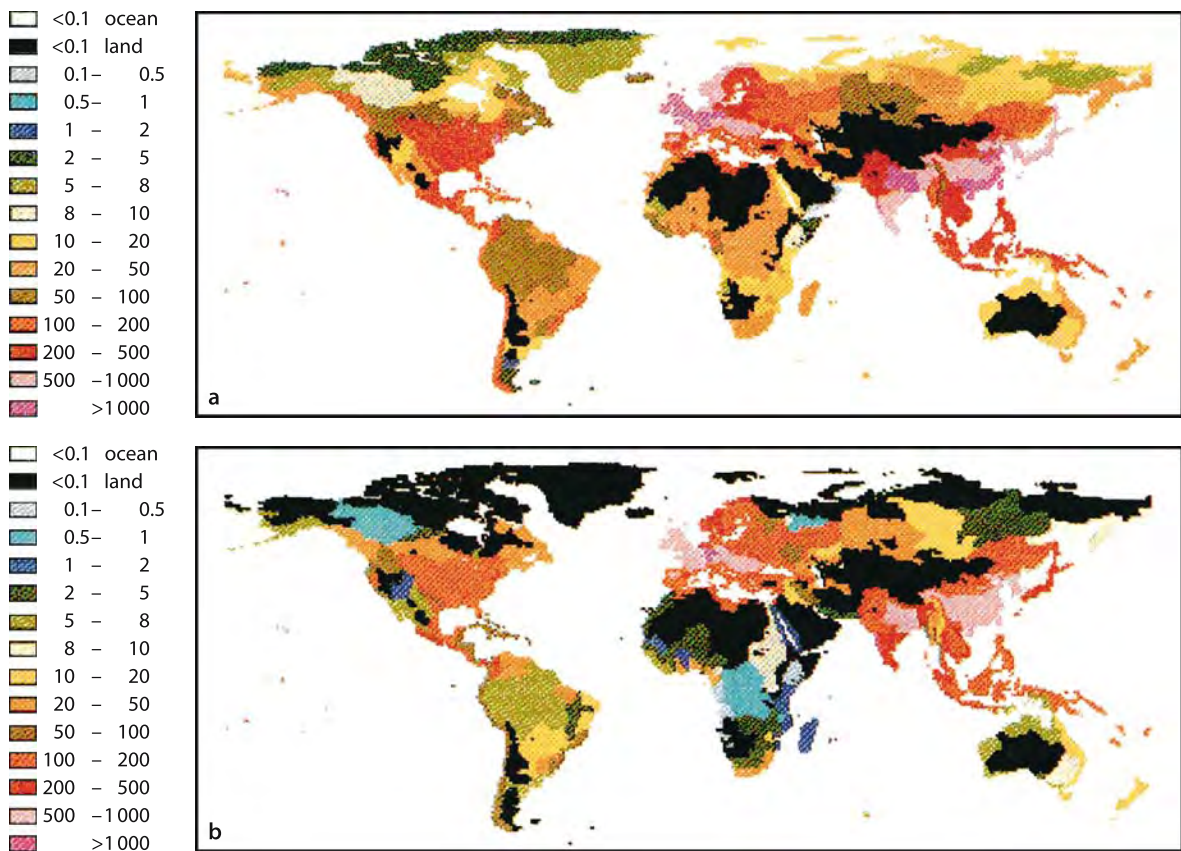 <0.1 ocean
<0.1 land
0.1– 0.5
0.5– 1
1 – 2
2 – 5
5 – 8
8 – 10
10 – 20
20 – 50
50 – 100
100 – 200
200 – 500
500 –1000
>1000
a
<0.1 ocean
<0.1 land
0.1– 0.5
0.5– 1
1 – 2
2 – 5
5 – 8
8 – 10
10 – 20
20 – 50
50 – 100
100 – 200
200 – 500
500 –1000
>1000
b